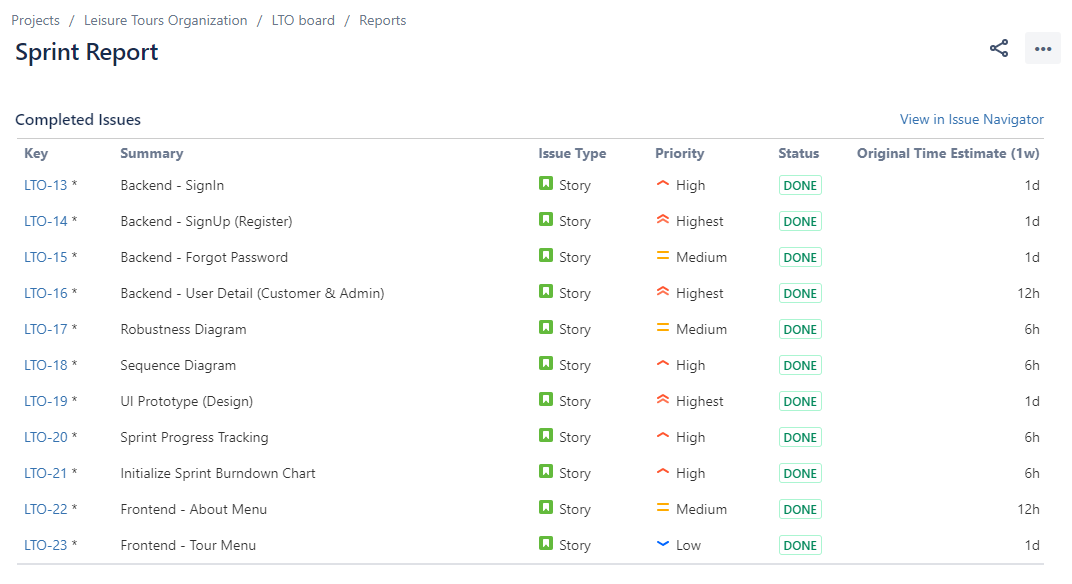 Projects / Leisure Tours Organization / LTO board / Reports
Sprint Report
Completed Issues View in Issue Navigator
Key Summary Issue Type Priority Status Original Time Estimate (1w)
LTO-13 * Backend - SignIn Story High DONE 1d
LTO-14 * Backend - SignUp (Register) Story Highest DONE 1d
LTO-15 * Backend - Forgot Password Story Medium DONE 1d
LTO-16 * Backend - User Detail (Customer & Admin) Story Highest DONE 12h
LTO-17 * Robustness Diagram Story Medium DONE 6h
LTO-18 * Sequence Diagram Story High DONE 6h
LTO-19 * UI Prototype (Design) Story Highest DONE 1d
LTO-20 * Sprint Progress Tracking Story High DONE 6h
LTO-21 * Initialize Sprint Burndown Chart Story High DONE 6h
LTO-22 * Frontend - About Menu Story Medium DONE 12h
LTO-23 * Frontend - Tour Menu Story Low DONE 1d